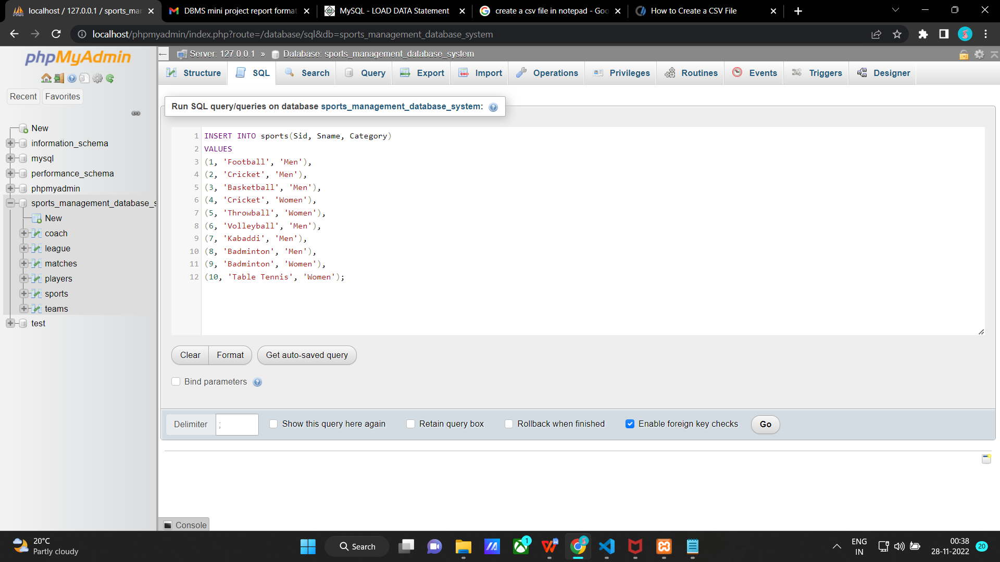 localhost / 127.0.0.1 / sports_mar
DBMS mini project report format
MySQL - LOAD DATA Statement
create a csv file in notepad - Goo
How to Create a CSV File
localhost/phpmyadmin/index.php?route=/database/sql&db=sports_management_database_system
phpMyAdmin
Recent
Favorites
New
information_schema
mysql
performance_schema
phpmyadmin
sports_management_database_s
New
coach
league
matches
players
sports
teams
test
Server: 127.0.0.1 » Database: sports_management_database_system
Structure
SQL
Search
Query
Export
Import
Operations
Privileges
Routines
Events
Triggers
Designer
Run SQL query/queries on database sports_management_database_system:
1 INSERT INTO sports(Sid, Sname, Category)
2 VALUES
3 (1, 'Football', 'Men'),
4 (2, 'Cricket', 'Men'),
5 (3, 'Basketball', 'Men'),
6 (4, 'Cricket', 'Women'),
7 (5, 'Throwball', 'Women'),
8 (6, 'Volleyball', 'Men'),
9 (7, 'Kabaddi', 'Men'),
10 (8, 'Badminton', 'Men'),
11 (9, 'Badminton', 'Women'),
12 (10, 'Table Tennis', 'Women');
Clear
Format
Get auto-saved query
Bind parameters
Delimiter
;
Show this query here again
Retain query box
Rollback when finished
Enable foreign key checks
Go
Console
20°C
Partly cloudy
Search
1
ENG
IN
00:38
28-11-2022
20